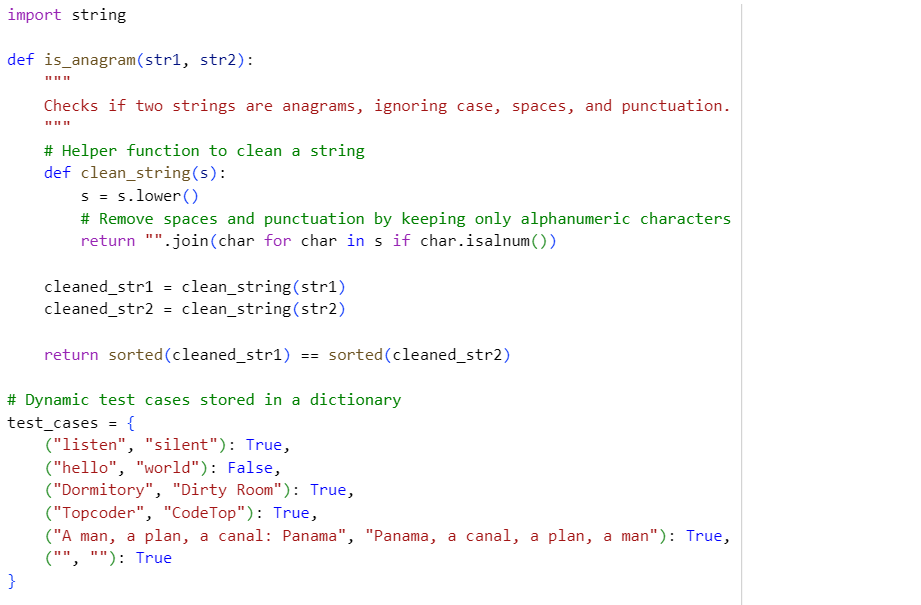 import string
def is_anagram(str1, str2):
    """
    Checks if two strings are anagrams, ignoring case, spaces, and punctuation.
    """
    # Helper function to clean a string
    def clean_string(s):
        s = s.lower()
        # Remove spaces and punctuation by keeping only alphanumeric characters
        return "".join(char for char in s if char.isalnum())
    cleaned_str1 = clean_string(str1)
    cleaned_str2 = clean_string(str2)
    return sorted(cleaned_str1) == sorted(cleaned_str2)
# Dynamic test cases stored in a dictionary
test_cases = {
    ("listen", "silent"): True,
    ("hello", "world"): False,
    ("Dormitory", "Dirty Room"): True,
    ("Topcoder", "CodeTop"): True,
    ("A man, a plan, a canal: Panama", "Panama, a canal, a plan, a man"): True,
    ("", ""): True
}